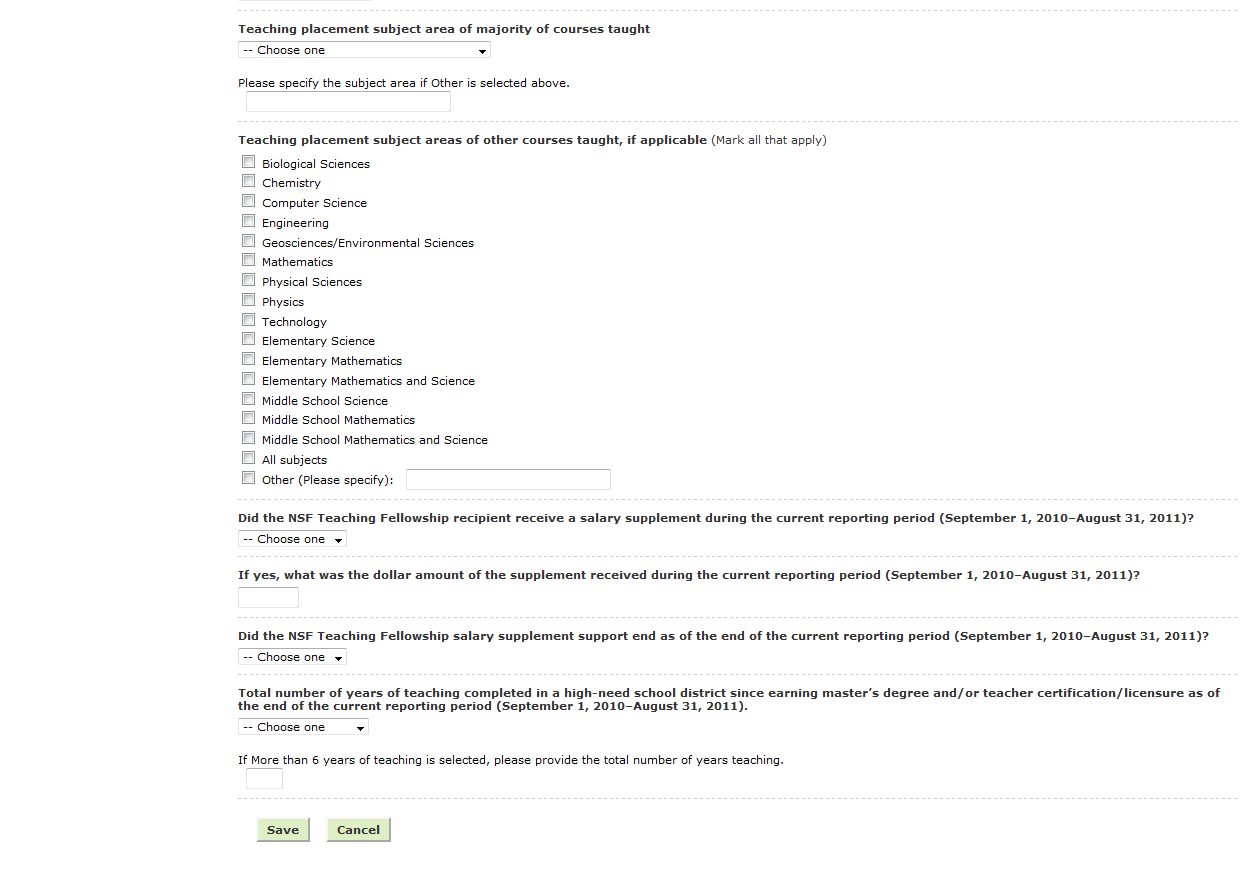 Teaching placement subject area of majority of courses taught
-- Choose one
Please specify the subject area if Other is selected above.
Teaching placement subject areas of other courses taught, if applicable (Mark all that apply)
Biological Sciences
Chemistry
Computer Science
Engineering
Geosciences/Environmental Sciences
Mathematics
Physical Sciences
Physics
Technology
Elementary Science
Elementary Mathematics
Elementary Mathematics and Science
Middle School Science
Middle School Mathematics
Middle School Mathematics and Science
All subjects
Other (Please specify):
Did the NSF Teaching Fellowship recipient receive a salary supplement during the current reporting period (September 1, 2010–August 31, 2011)?
-- Choose one
If yes, what was the dollar amount of the supplement received during the current reporting period (September 1, 2010–August 31, 2011)?
Did the NSF Teaching Fellowship salary supplement support end as of the end of the current reporting period (September 1, 2010–August 31, 2011)?
-- Choose one
Total number of years of teaching completed in a high-need school district since earning master’s degree and/or teacher certification/licensure as of
the end of the current reporting period (September 1, 2010–August 31, 2011).
-- Choose one
If More than 6 years of teaching is selected, please provide the total number of years teaching.
Save Cancel